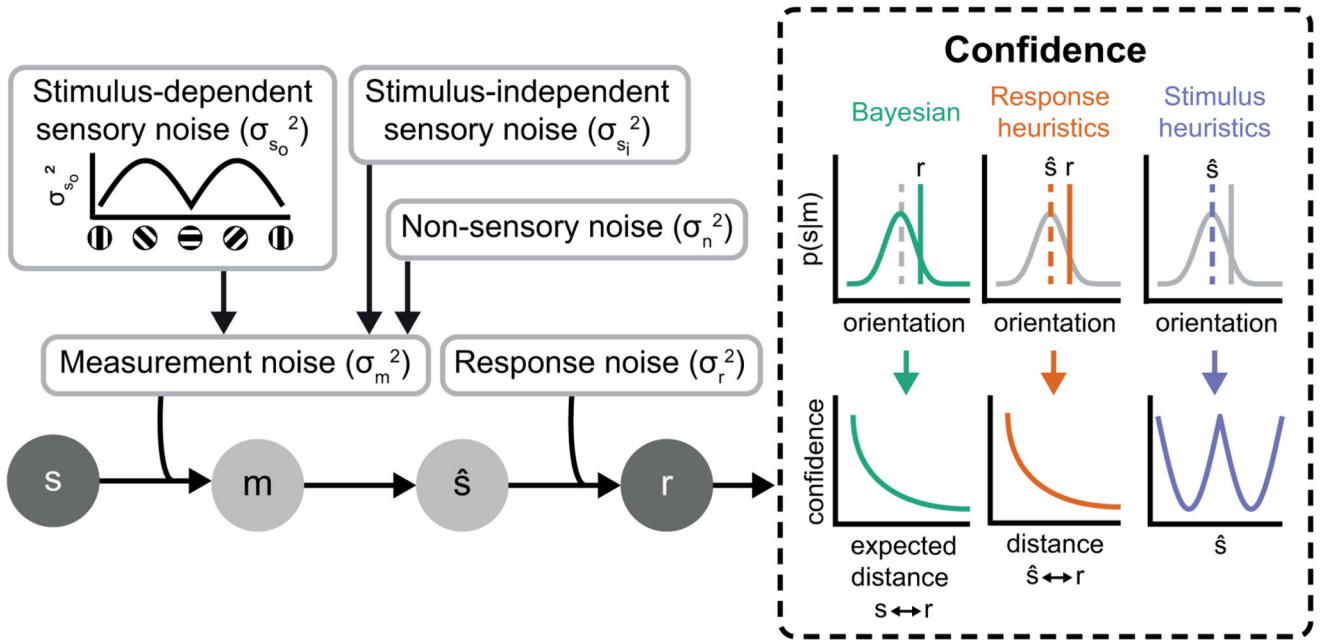 Stimulus-dependent
sensory noise (σₛₒ²)
σₛₒ²
Stimulus-independent
sensory noise (σₛᵢ²)
Non-sensory noise (σₙ²)
Measurement noise (σₘ²)
Response noise (σᵣ²)
s
m
ŝ
r
Confidence
Bayesian
Response
heuristics
Stimulus
heuristics
r
ŝ r
ŝ
p(s|m)
orientation
orientation
orientation
confidence
expected
distance
s↔r
distance
ŝ↔r
ŝ